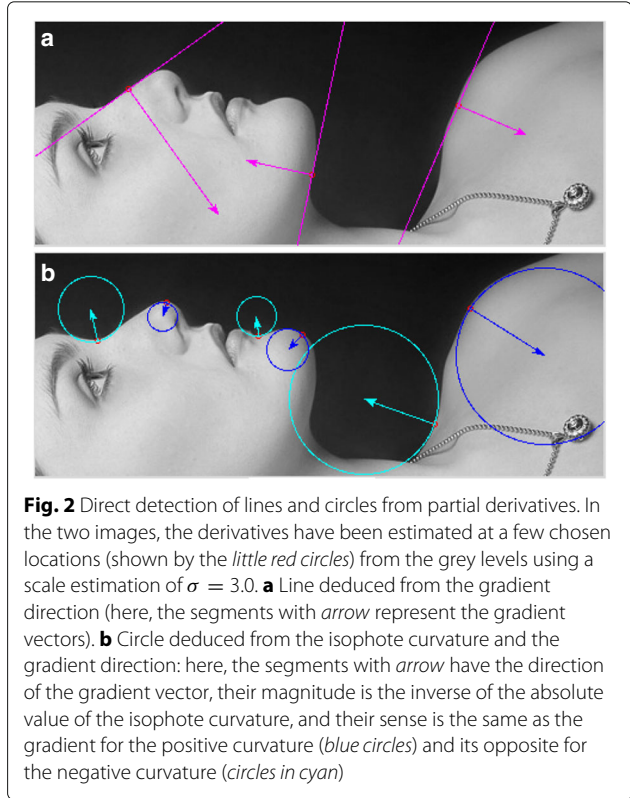 a
b
Fig. 2 Direct detection of lines and circles from partial derivatives. In
the two images, the derivatives have been estimated at a few chosen
locations (shown by the little red circles) from the grey levels using a
scale estimation of σ = 3.0. a Line deduced from the gradient
direction (here, the segments with arrow represent the gradient
vectors). b Circle deduced from the isophote curvature and the
gradient direction: here, the segments with arrow have the direction
of the gradient vector, their magnitude is the inverse of the absolute
value of the isophote curvature, and their sense is the same as the
gradient for the positive curvature (blue circles) and its opposite for
the negative curvature (circles in cyan)